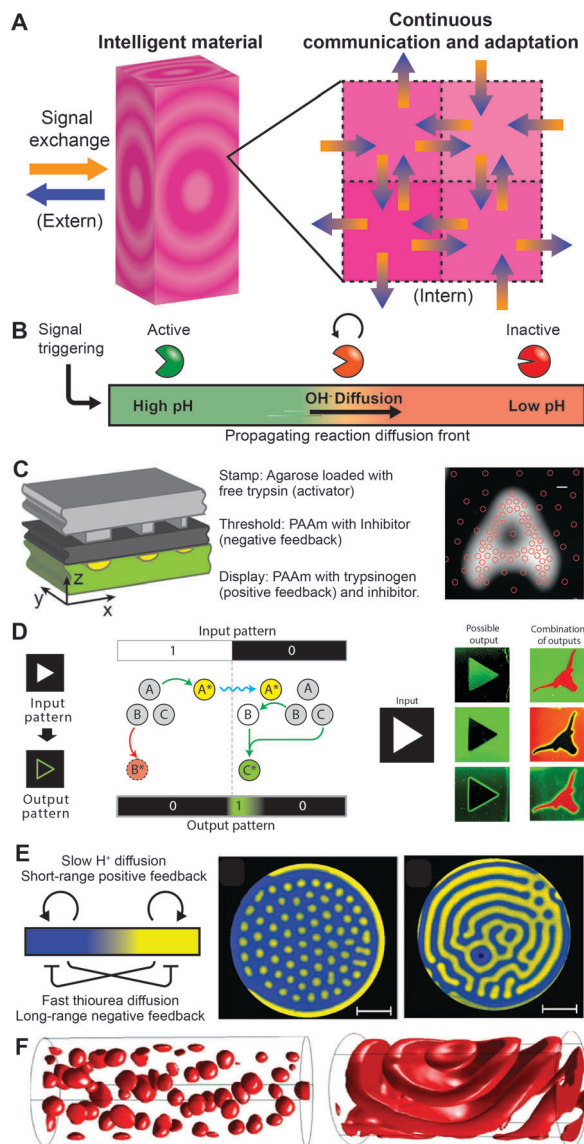 A
Intelligent material
Continuous
communication and adaptation
Signal
exchange
(Extern)
(Intern)
B
Signal
triggering
Active
Inactive
High pH
OH- Diffusion
Low pH
Propagating reaction diffusion front
C
Stamp: Agarose loaded with
free trypsin (activator)
Threshold: PAAm with Inhibitor
(negative feedback)
Display: PAAm with trypsinogen
(positive feedback) and inhibitor.
z
y
x
D
Input pattern
1 0
A A* A* A
B C B B C
B* C*
0 1 0
Output pattern
Input
pattern
Output
pattern
Input
Possible
output
Combination
of outputs
E
Slow H+ diffusion
Short-range positive feedback
Fast thiourea diffusion
Long-range negative feedback
F